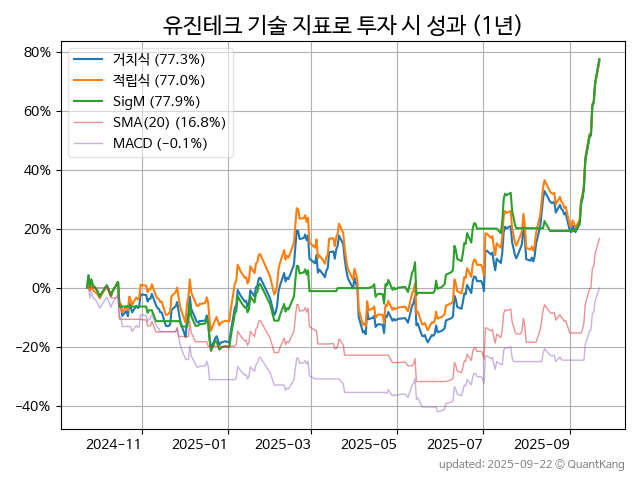 유진테크 기술 지표로 투자 시 성과 (1년)
80%
60%
40%
20%
0%
−20%
−40%
거치식 (77.3%)
적립식 (77.0%)
SigM (77.9%)
SMA(20) (16.8%)
MACD (−0.1%)
2024-11
2025-01
2025-03
2025-05
2025-07
2025-09
updated: 2025-09-22 © QuantKang